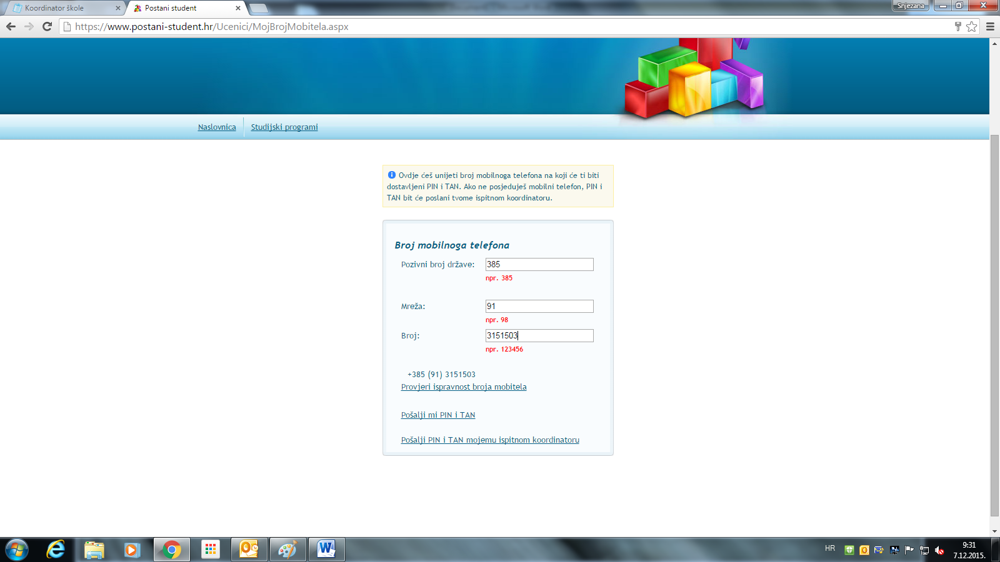 Koordinator škole
Postani student
Snjezana
https://www.postani-student.hr/Ucenici/MojBrojMobitela.aspx
Naslovnica
Studijski programi
Ovdje ćeš unijeti broj mobilnoga telefona na koji će ti biti
dostavljeni PIN i TAN. Ako ne posjeduješ mobilni telefon, PIN i
TAN bit će poslani tvome ispitnom koordinatoru.
Broj mobilnoga telefona
Pozivni broj države: 385
npr. 385
Mreža: 91
npr. 98
Broj: 3151503
npr. 123456
+385 (91) 3151503
Provjeri ispravnost broja mobitela
Pošalji mi PIN i TAN
Pošalji PIN i TAN mojemu ispitnom koordinatoru
HR
9:31
7.12.2015.